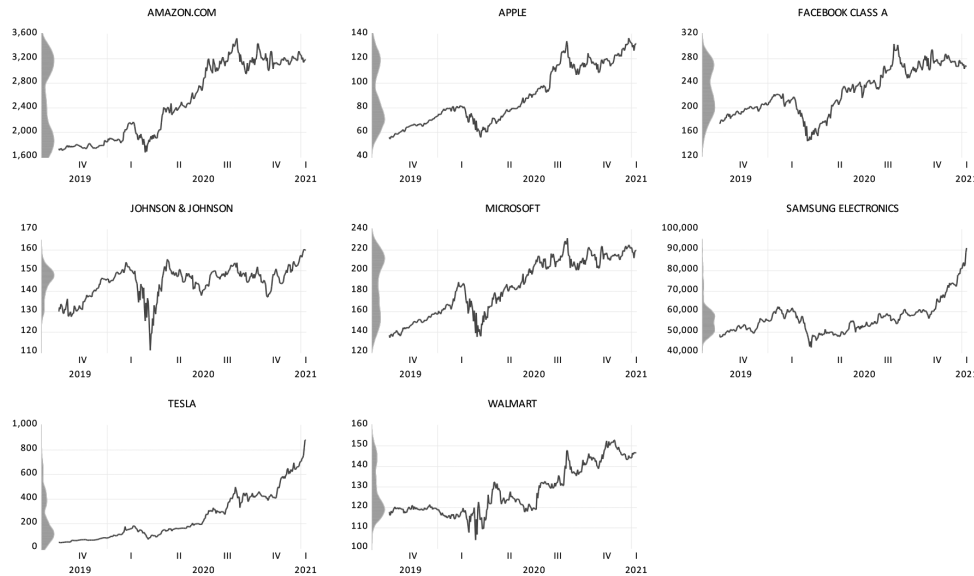 AMAZON.COM
3,600
3,200
2,800
2,400
2,000
1,600
IV I II III IV I
2019 2020 2021
APPLE
140
120
100
80
60
40
IV I II III IV I
2019 2020 2021
FACEBOOK CLASS A
320
280
240
200
160
120
IV I II III IV I
2019 2020 2021
JOHNSON & JOHNSON
170
160
150
140
130
120
110
IV I II III IV I
2019 2020 2021
MICROSOFT
240
220
200
180
160
140
120
IV I II III IV I
2019 2020 2021
SAMSUNG ELECTRONICS
100,000
90,000
80,000
70,000
60,000
50,000
40,000
IV I II III IV I
2019 2020 2021
TESLA
1,000
800
600
400
200
0
IV I II III IV I
2019 2020 2021
WALMART
160
150
140
130
120
110
100
IV I II III IV I
2019 2020 2021